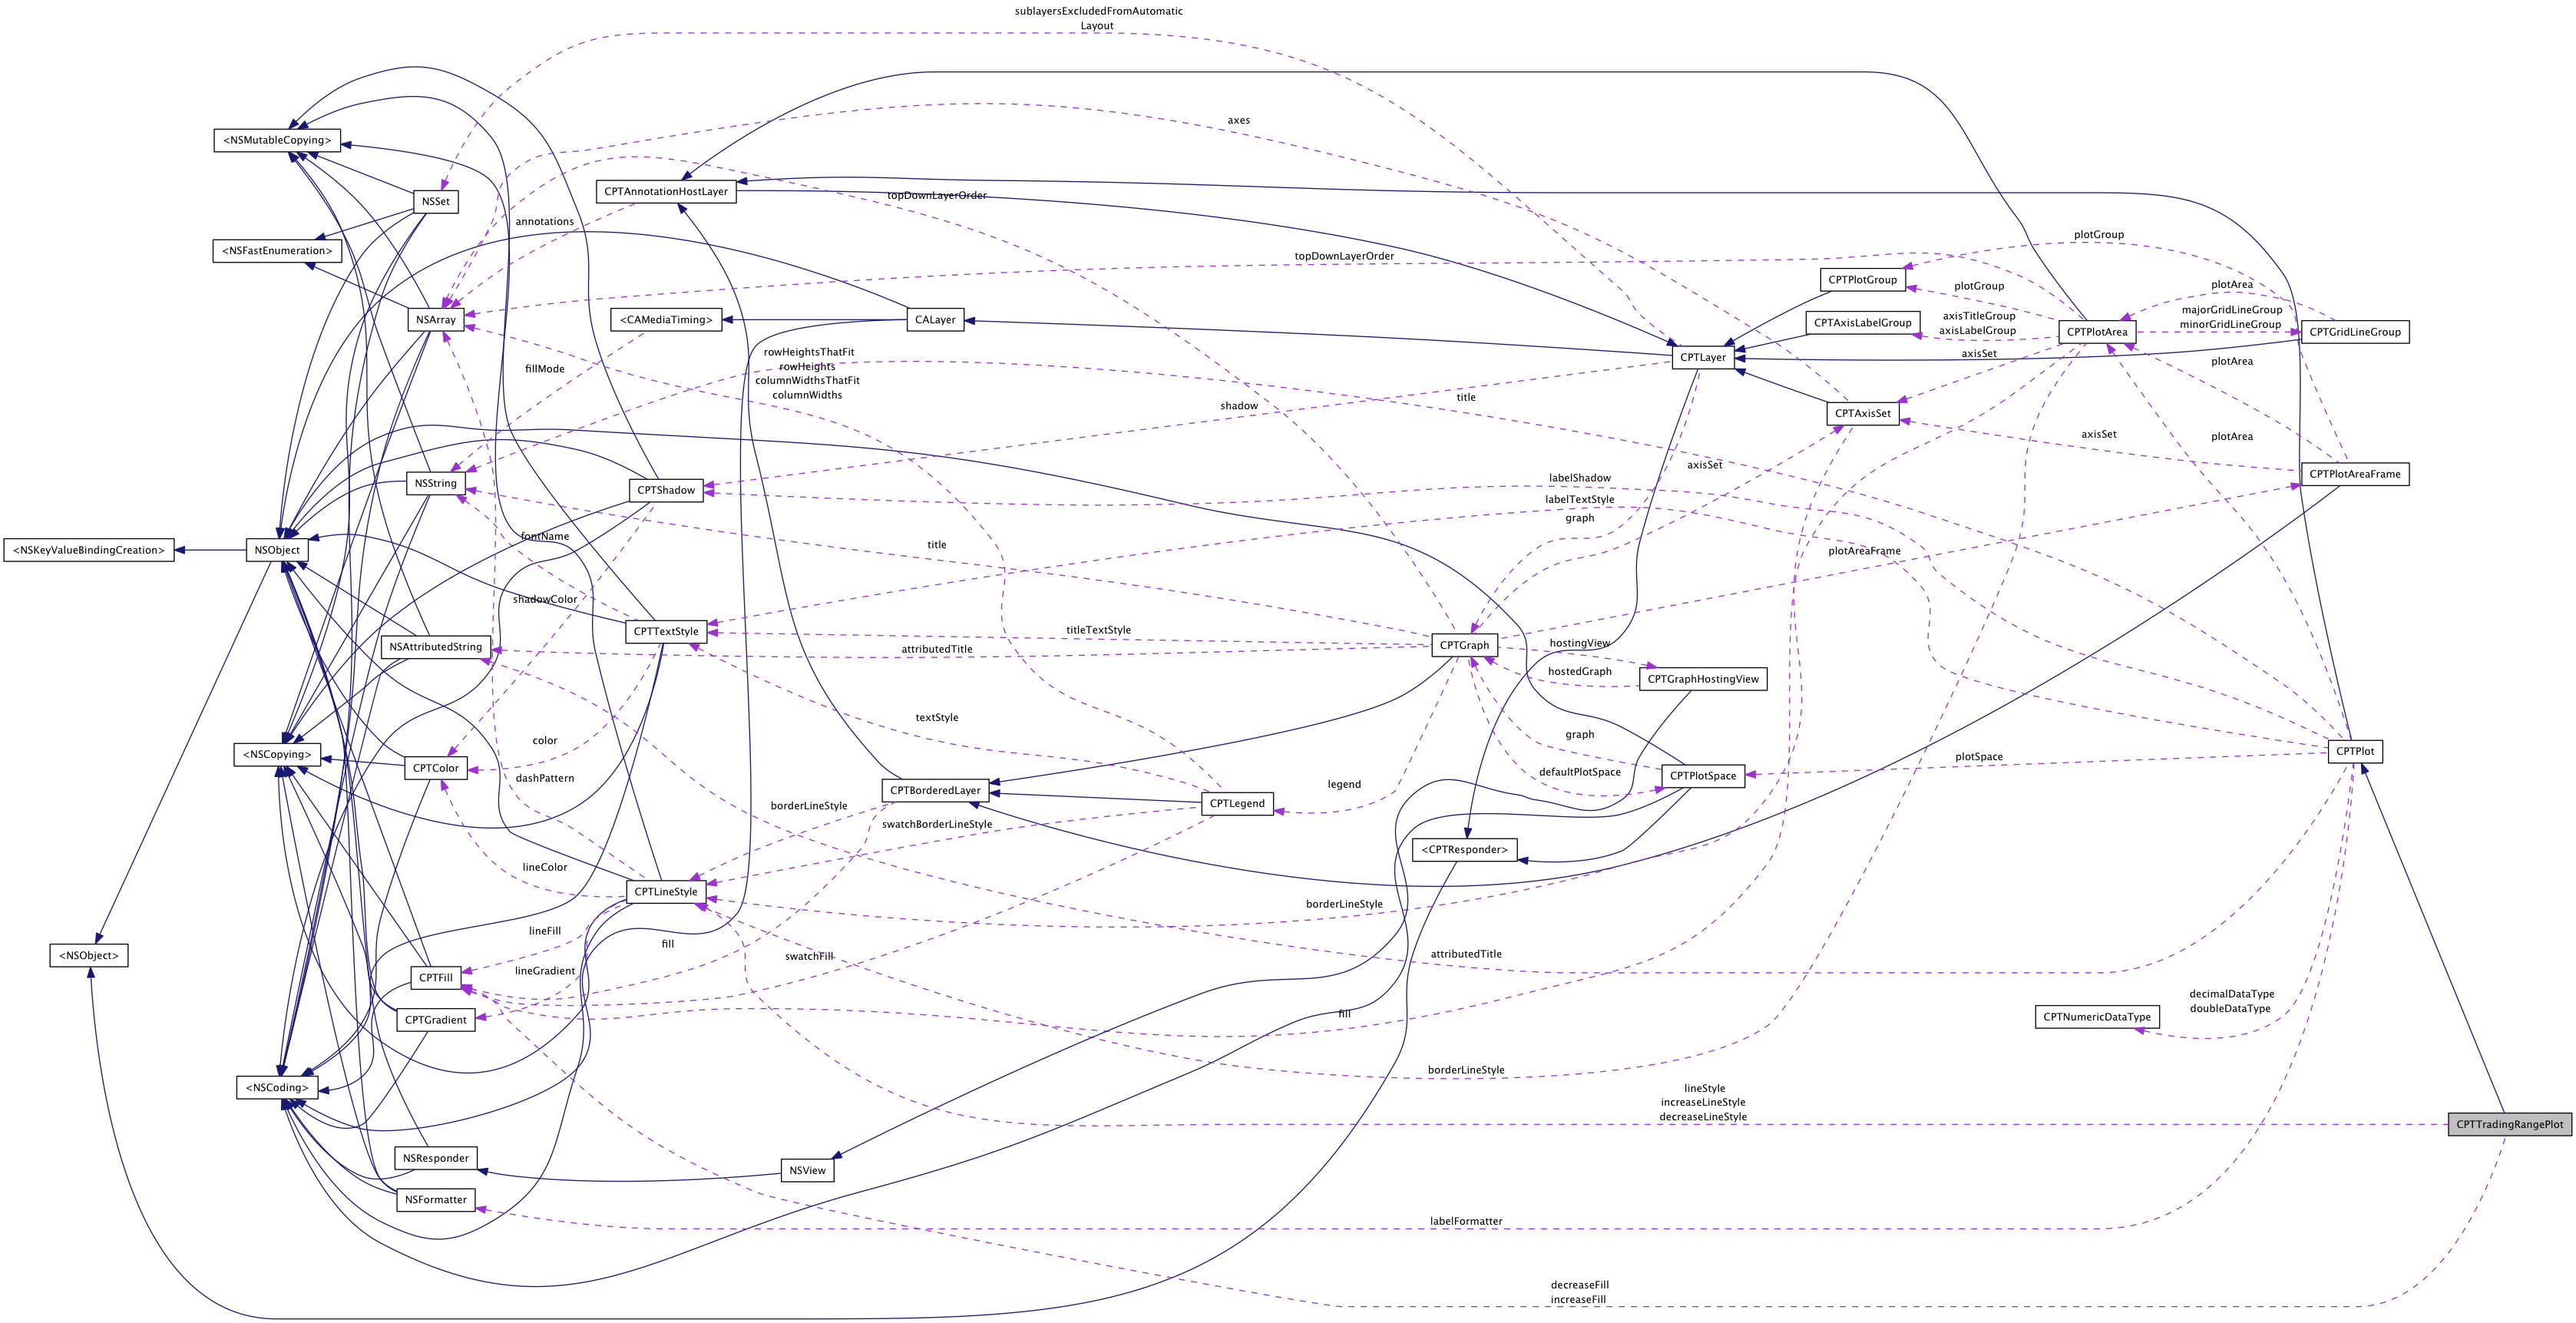 sublayersExcludedFromAutomatic
Layout
axes
<NSMutableCopying>
CPTAnnotationHostLayer
topDownLayerOrder
NSSet
annotations
plotGroup
<NSFastEnumeration>
topDownLayerOrder
CPTPlotGroup
plotGroup
plotArea
NSArray
<CAMediaTiming>
CALayer
CPTAxisLabelGroup
axisTitleGroup
axisLabelGroup
CPTPlotArea
majorGridLineGroup
minorGridLineGroup
CPTGridLineGroup
rowHeightsThatFit
rowHeights
columnWidthsThatFit
columnWidths
fillMode
CPTLayer
axisSet
plotArea
shadow
title
CPTAxisSet
axisSet
plotArea
axisSet
NSString
CPTShadow
labelShadow
CPTPlotAreaFrame
labelTextStyle
graph
fontName
title
plotAreaFrame
<NSKeyValueBindingCreation>
NSObject
shadowColor
CPTTextStyle
titleTextStyle
NSAttributedString
attributedTitle
CPTGraph
hostingView
hostedGraph
CPTGraphHostingView
textStyle
color
graph
<NSCopying>
CPTColor
dashPattern
defaultPlotSpace
CPTPlotSpace
plotSpace
CPTPlot
legend
CPTBorderedLayer
CPTLegend
borderLineStyle
swatchBorderLineStyle
<CPTResponder>
lineColor
CPTLineStyle
borderLineStyle
lineFill
fill
swatchFill
attributedTitle
<NSObject>
CPTFill
lineGradient
decimalDataType
doubleDataType
CPTGradient
fill
CPTNumericDataType
borderLineStyle
<NSCoding>
lineStyle
increaseLineStyle
decreaseLineStyle
CPTTradingRangePlot
NSResponder
NSView
NSFormatter
labelFormatter
decreaseFill
increaseFill